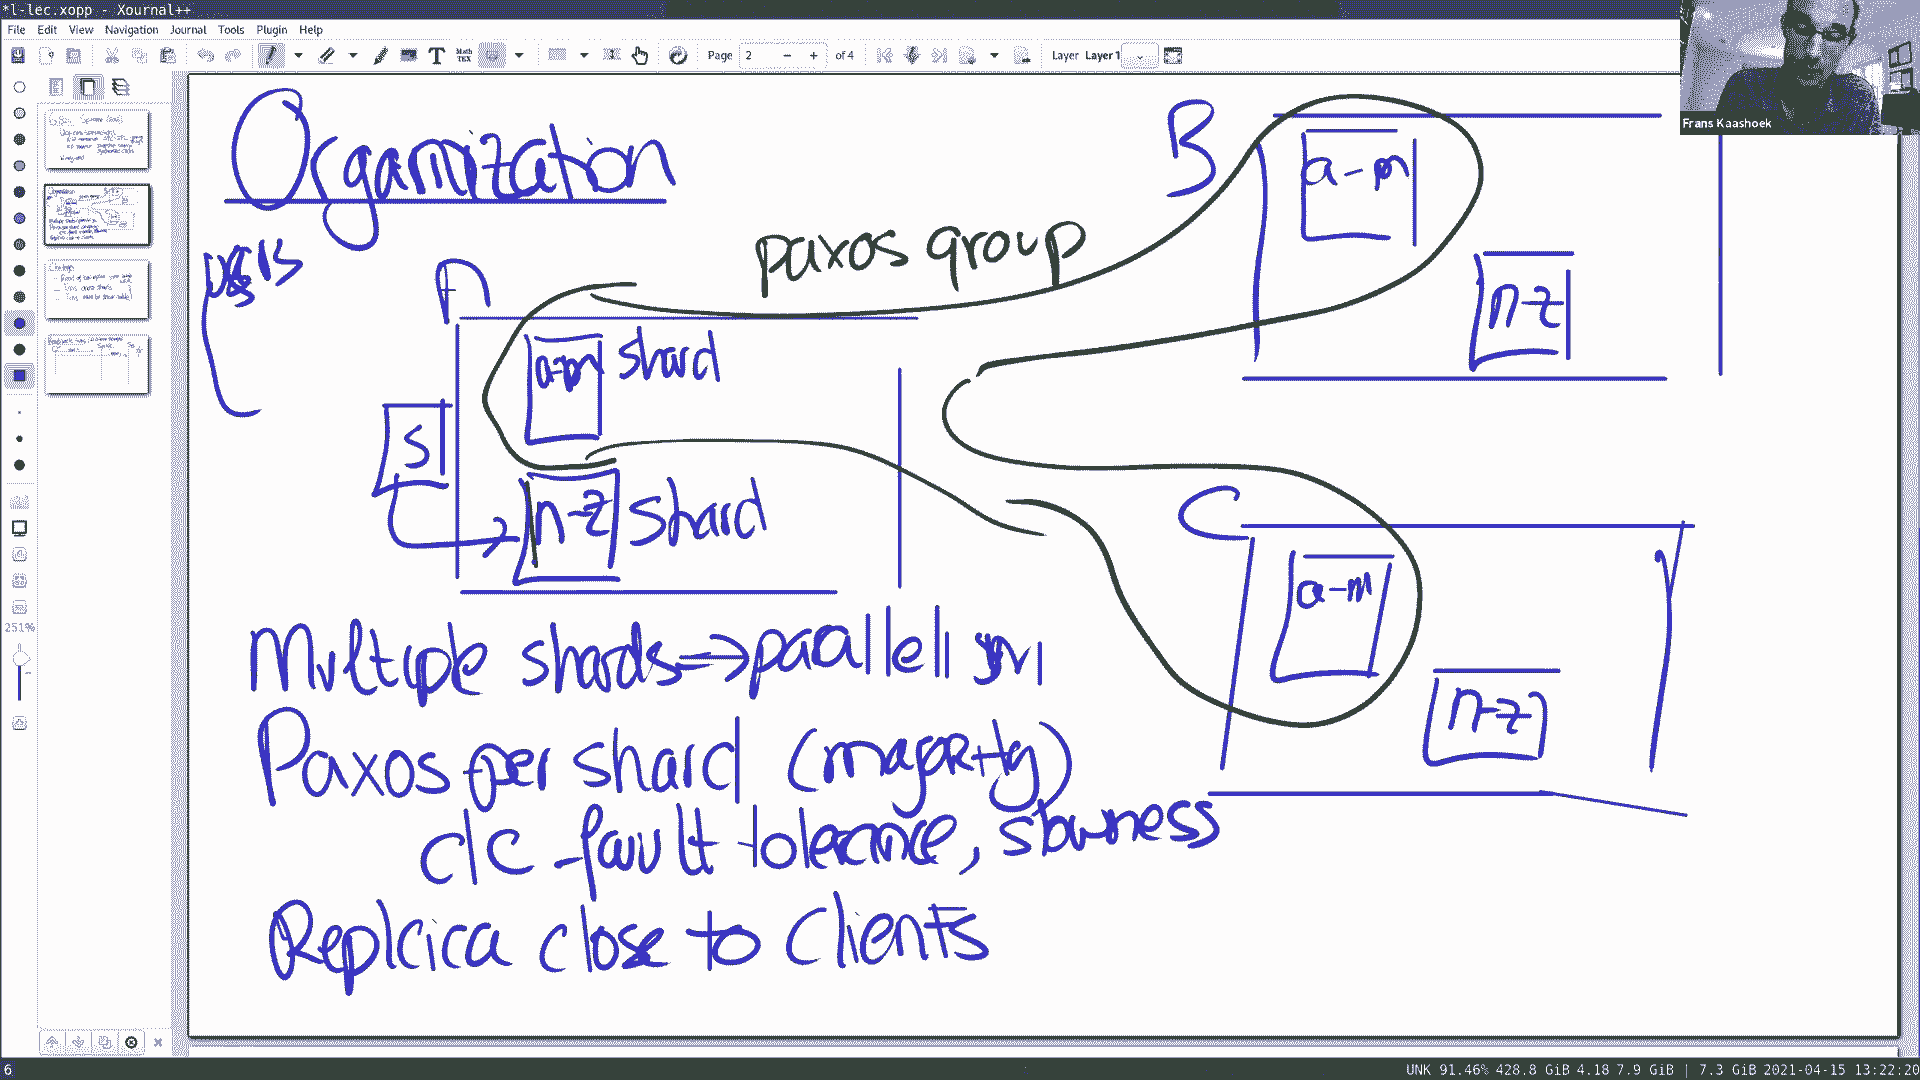 *l-lec.xopp - Xournal++
File Edit View Navigation Journal Tools Plugin Help
Page 2 of 4 Layer Layer 1
Frans Kaashoek
Organization
users
A
B
C
paxos group
a-m shard
n-z shard
S
a-m
n-z
a-m
n-z
Multiple shards → parallelism
Paxos per shard (majority)
c/c fault tolerance, slowness
Replcica close to clients
251%
6
UNK 91.46% 428.8 GiB 4.18 7.9 GiB | 7.3 GiB 2021-04-15 13:22:20